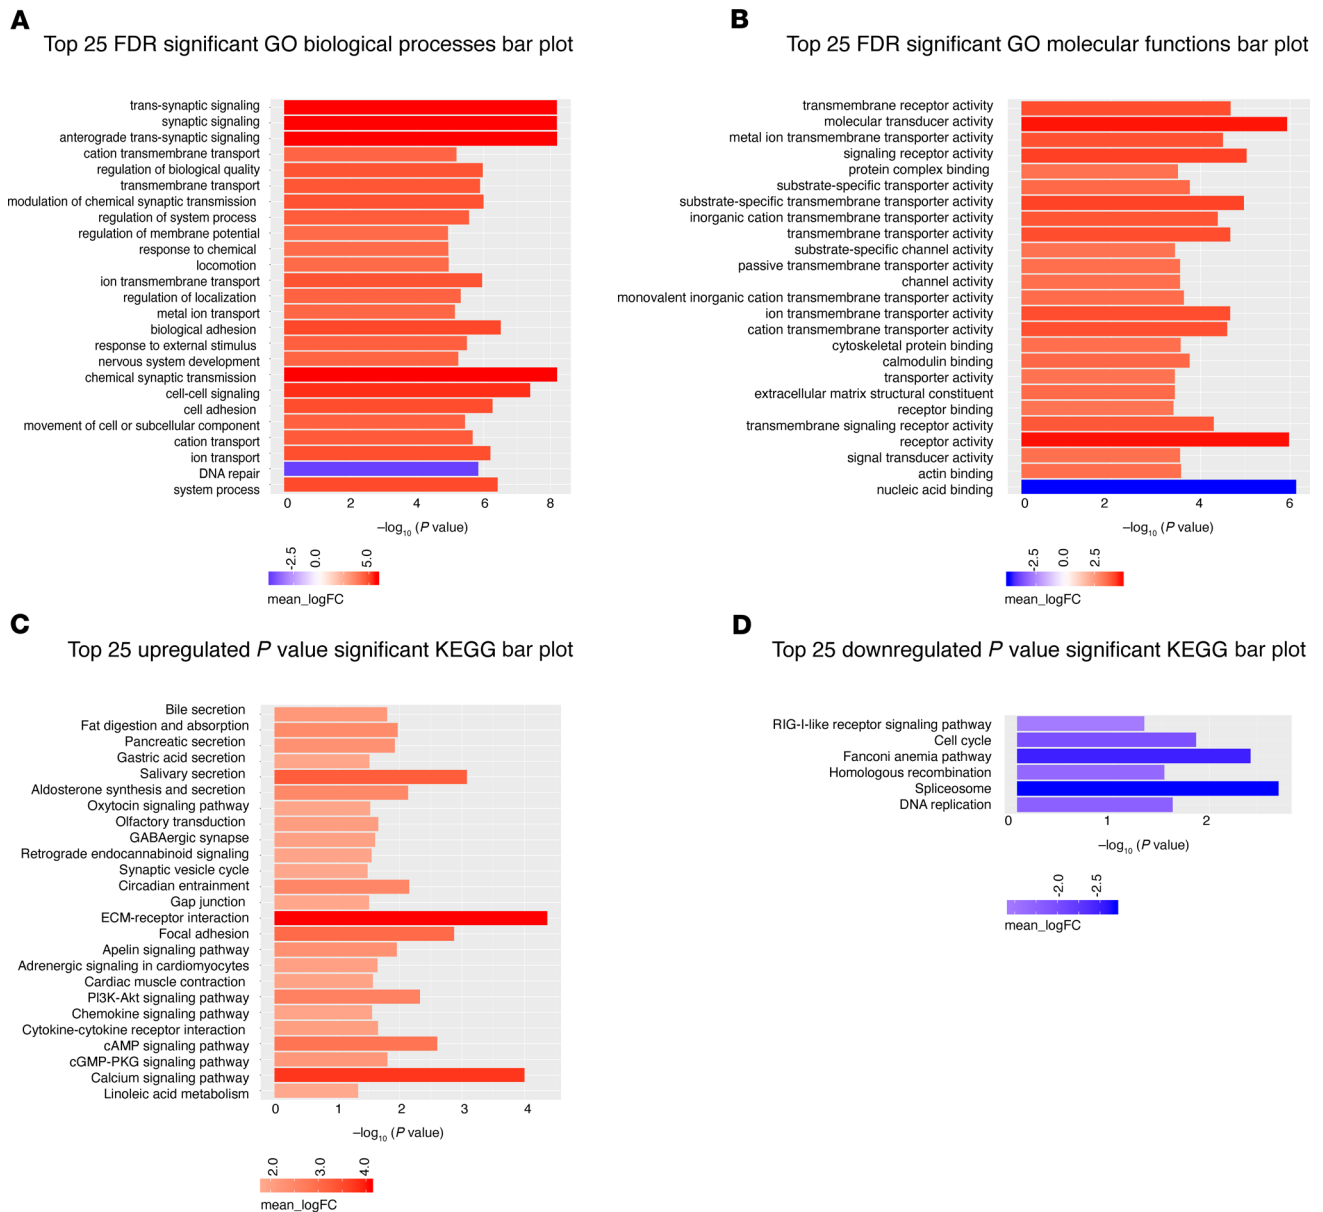 A
Top 25 FDR significant GO biological processes bar plot
trans-synaptic signaling
synaptic signaling
anterograde trans-synaptic signaling
cation transmembrane transport
regulation of biological quality
transmembrane transport
modulation of chemical synaptic transmission
regulation of system process
regulation of membrane potential
response to chemical
locomotion
ion transmembrane transport
regulation of localization
metal ion transport
biological adhesion
response to external stimulus
nervous system development
chemical synaptic transmission
cell-cell signaling
cell adhesion
movement of cell or subcellular component
cation transport
ion transport
DNA repair
system process
0 2 4 6 8
–log10 (P value)
-2.5 0.0 5.0
mean_logFC
B
Top 25 FDR significant GO molecular functions bar plot
transmembrane receptor activity
molecular transducer activity
metal ion transmembrane transporter activity
signaling receptor activity
protein complex binding
substrate-specific transporter activity
substrate-specific transmembrane transporter activity
inorganic cation transmembrane transporter activity
transmembrane transporter activity
substrate-specific channel activity
passive transmembrane transporter activity
channel activity
monovalent inorganic cation transmembrane transporter activity
ion transmembrane transporter activity
cation transmembrane transporter activity
cytoskeletal protein binding
calmodulin binding
transporter activity
extracellular matrix structural constituent
receptor binding
transmembrane signaling receptor activity
receptor activity
signal transducer activity
actin binding
nucleic acid binding
0 2 4 6
–log10 (P value)
-2.5 0.0 2.5
mean_logFC
C
Top 25 upregulated P value significant KEGG bar plot
Bile secretion
Fat digestion and absorption
Pancreatic secretion
Gastric acid secretion
Salivary secretion
Aldosterone synthesis and secretion
Oxytocin signaling pathway
Olfactory transduction
GABAergic synapse
Retrograde endocannabinoid signaling
Synaptic vesicle cycle
Circadian entrainment
Gap junction
ECM-receptor interaction
Focal adhesion
Apelin signaling pathway
Adrenergic signaling in cardiomyocytes
Cardiac muscle contraction
PI3K-Akt signaling pathway
Chemokine signaling pathway
Cytokine-cytokine receptor interaction
cAMP signaling pathway
cGMP-PKG signaling pathway
Calcium signaling pathway
Linoleic acid metabolism
0 1 2 3 4
–log10 (P value)
2.0 3.0 4.0
mean_logFC
D
Top 25 downregulated P value significant KEGG bar plot
RIG-I-like receptor signaling pathway
Cell cycle
Fanconi anemia pathway
Homologous recombination
Spliceosome
DNA replication
0 1 2
–log10 (P value)
-2.0 -2.5
mean_logFC